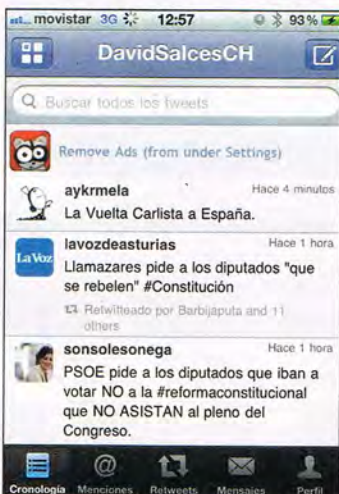 movistar 3G 12:57 93%
DavidSalcesCH
Buscar todos los tweets
Remove Ads (from under Settings)
aykrmela Hace 4 minutos
La Vuelta Carlista a España.
La Voz
lavozdeasturias Hace 1 hora
Llamazares pide a los diputados "que
se rebelen" #Constitución
Retwitteado por Barbijaputa and 11
others
sonsolesonega Hace 1 hora
PSOE pide a los diputados que iban a
votar NO a la #reformaconstitucional
que NO ASISTAN al pleno del
Congreso.
Cronología Menciones Retweets Mensajes Perfil